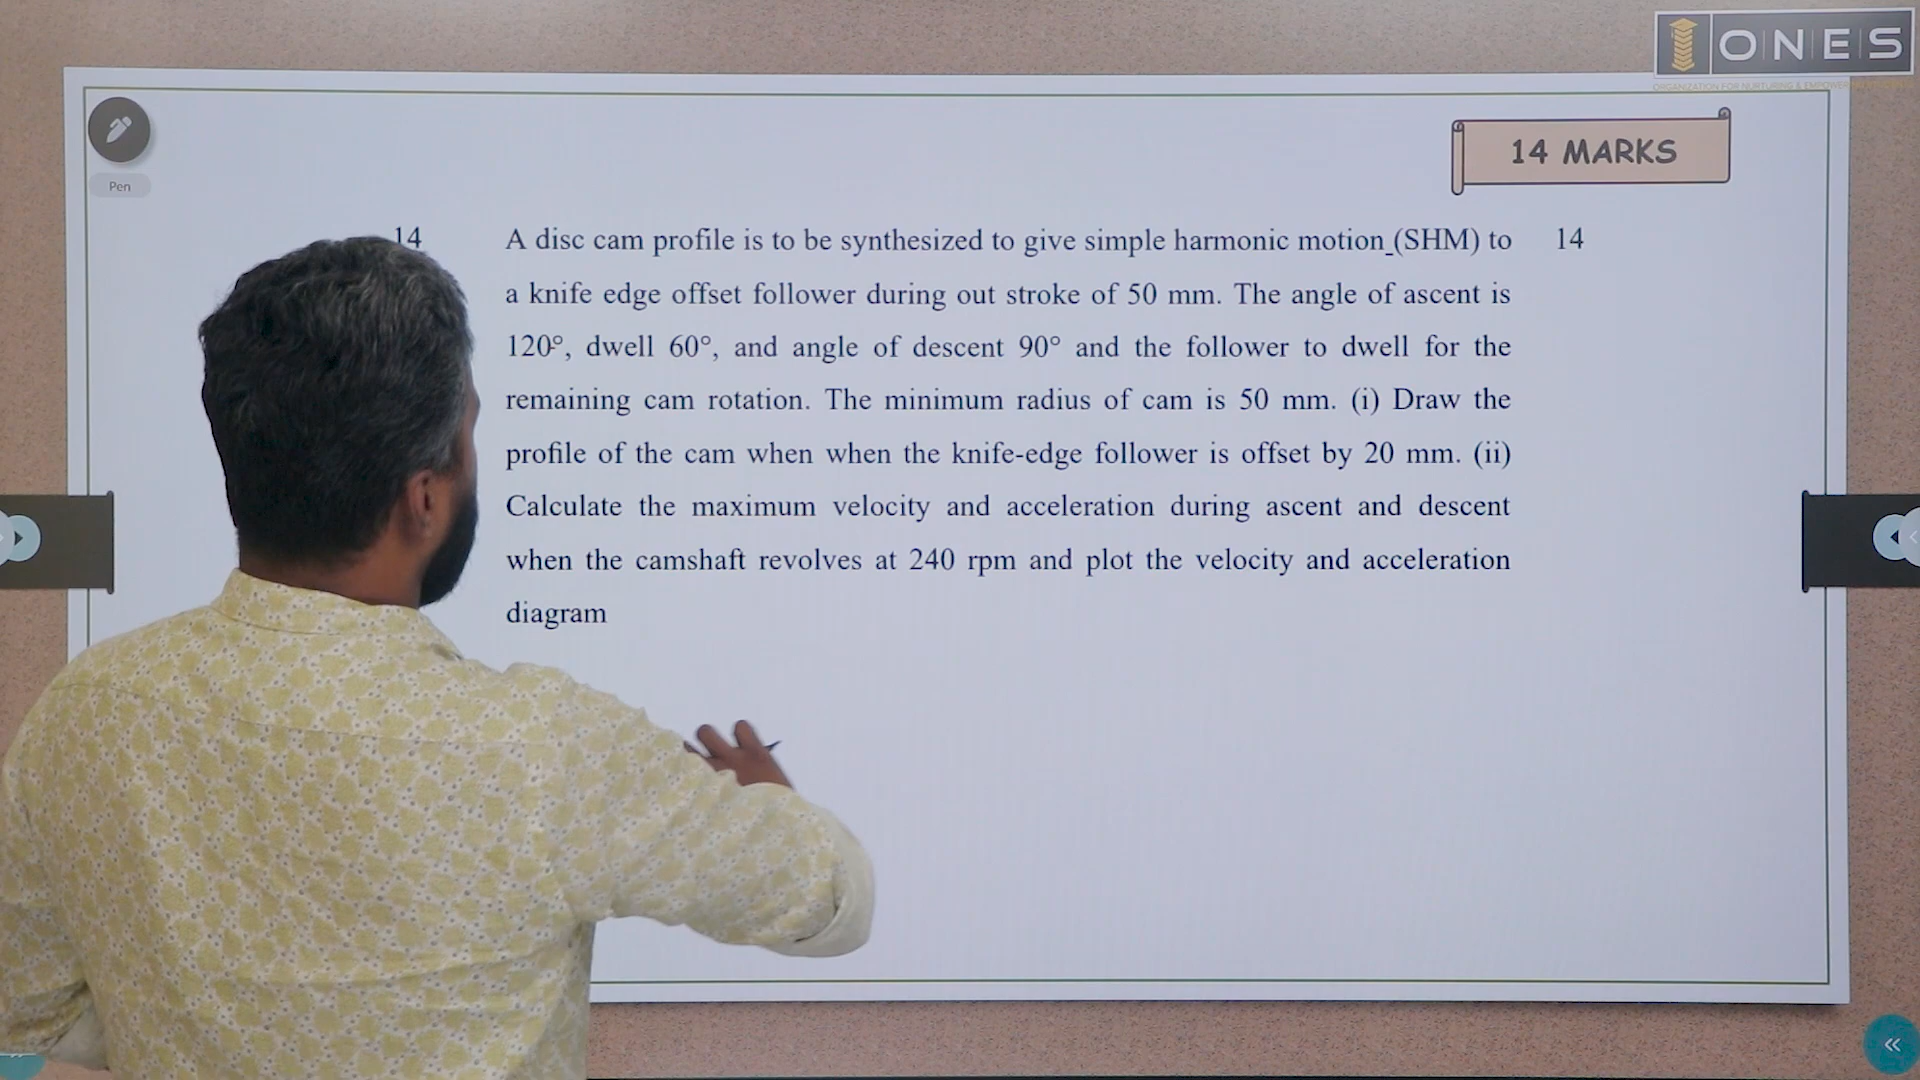 ONES
ORGANIZATION FOR NURTURING & EMPOWER
14 MARKS
Pen
14 A disc cam profile is to be synthesized to give simple harmonic motion (SHM) to 14
a knife edge offset follower during out stroke of 50 mm. The angle of ascent is
120°, dwell 60°, and angle of descent 90° and the follower to dwell for the
remaining cam rotation. The minimum radius of cam is 50 mm. (i) Draw the
profile of the cam when when the knife-edge follower is offset by 20 mm. (ii)
Calculate the maximum velocity and acceleration during ascent and descent
when the camshaft revolves at 240 rpm and plot the velocity and acceleration
diagram